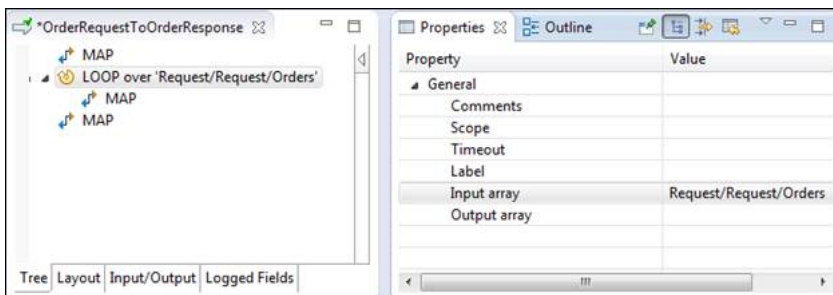 *OrderRequestToOrderResponse
MAP
LOOP over 'Request/Request/Orders'
MAP
MAP
Tree Layout Input/Output Logged Fields
Properties Outline
Property Value
General
Comments
Scope
Timeout
Label
Input array Request/Request/Orders
Output array